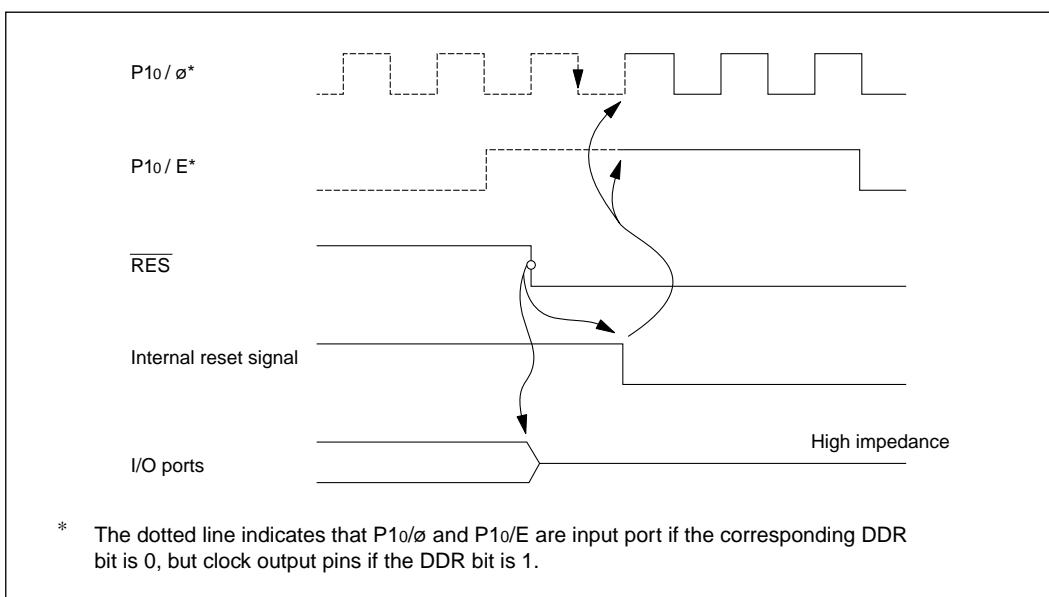 P10 / ø*
P10 / E*
RES
Internal reset signal
I/O ports
High impedance
* The dotted line indicates that P10/ø and P10/E are input port if the corresponding DDR
bit is 0, but clock output pins if the DDR bit is 1.